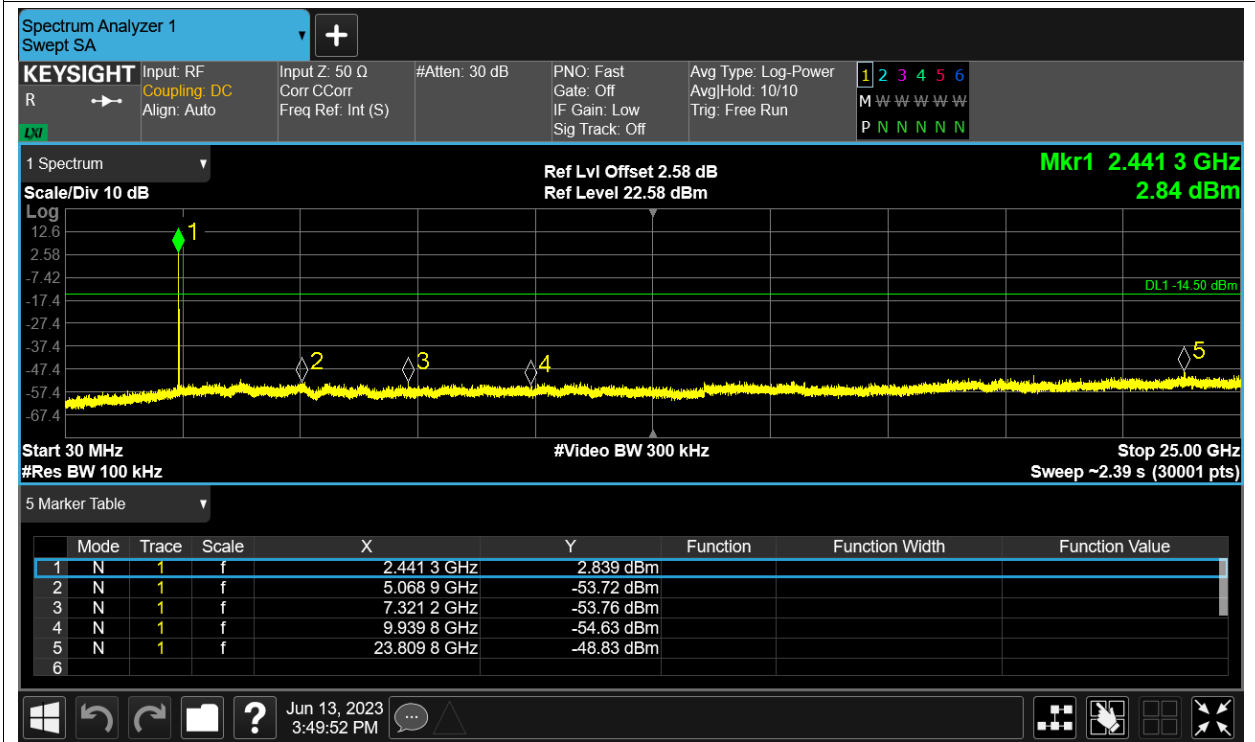 Spectrum Analyzer 1
Swept SA
+
KEYSIGHT
R
LXI
Input: RF
Coupling: DC
Align: Auto
Input Z: 50 Ω
Corr CCorr
Freq Ref: Int (S)
#Atten: 30 dB
PNO: Fast
Gate: Off
IF Gain: Low
Sig Track: Off
Avg Type: Log-Power
Avg|Hold: 10/10
Trig: Free Run
1 2 3 4 5 6
M W W W W W
P N N N N N
1 Spectrum
Scale/Div 10 dB
Ref Lvl Offset 2.58 dB
Ref Level 22.58 dBm
Mkr1 2.441 3 GHz
2.84 dBm
Log
12.6
2.58
-7.42
-17.4
-27.4
-37.4
-47.4
-57.4
-67.4
1
2
3
4
5
DL1 -14.50 dBm
Start 30 MHz
#Res BW 100 kHz
#Video BW 300 kHz
Stop 25.00 GHz
Sweep ~2.39 s (30001 pts)
5 Marker Table
Mode Trace Scale X Y Function Function Width Function Value
1 N 1 f 2.441 3 GHz 2.839 dBm
2 N 1 f 5.068 9 GHz -53.72 dBm
3 N 1 f 7.321 2 GHz -53.76 dBm
4 N 1 f 9.939 8 GHz -54.63 dBm
5 N 1 f 23.809 8 GHz -48.83 dBm
6
?
Jun 13, 2023
3:49:52 PM